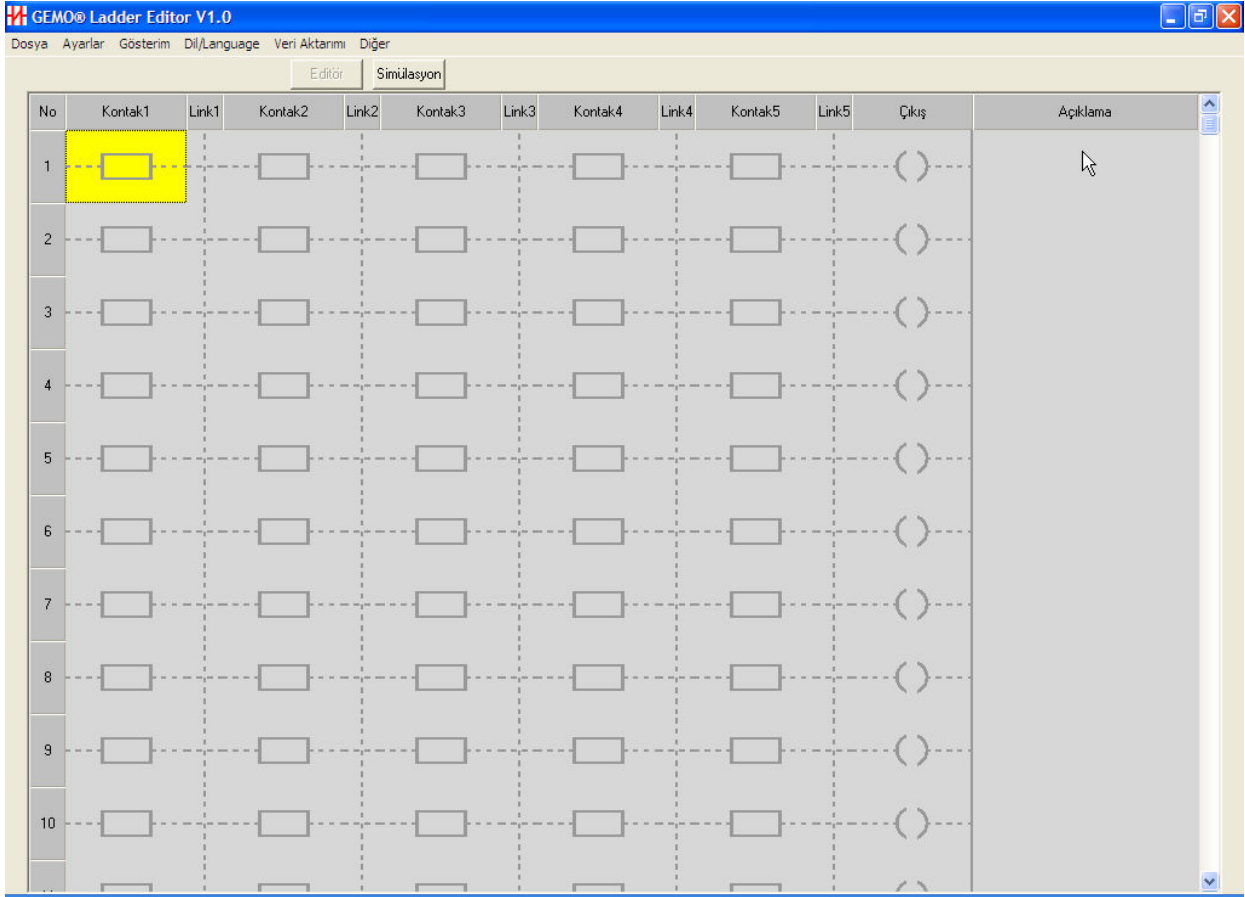 GEMO® Ladder Editor V1.0
Dosya Ayarlar Gösterim Dil/Language Veri Aktarımı Diğer
Editör Simülasyon
No Kontak1 Link1 Kontak2 Link2 Kontak3 Link3 Kontak4 Link4 Kontak5 Link5 Çıkış Açıklama
1
2
3
4
5
6
7
8
9
10